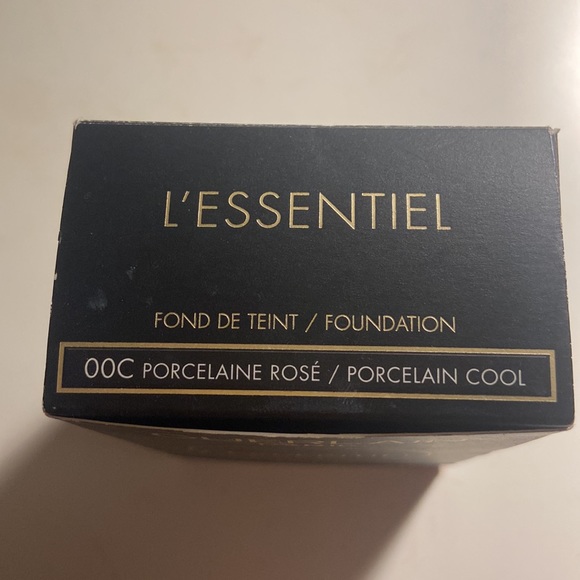 L'ESSENTIEL
FOND DE TEINT / FOUNDATION
00C PORCELAINE ROSÉ / PORCELAIN COOL